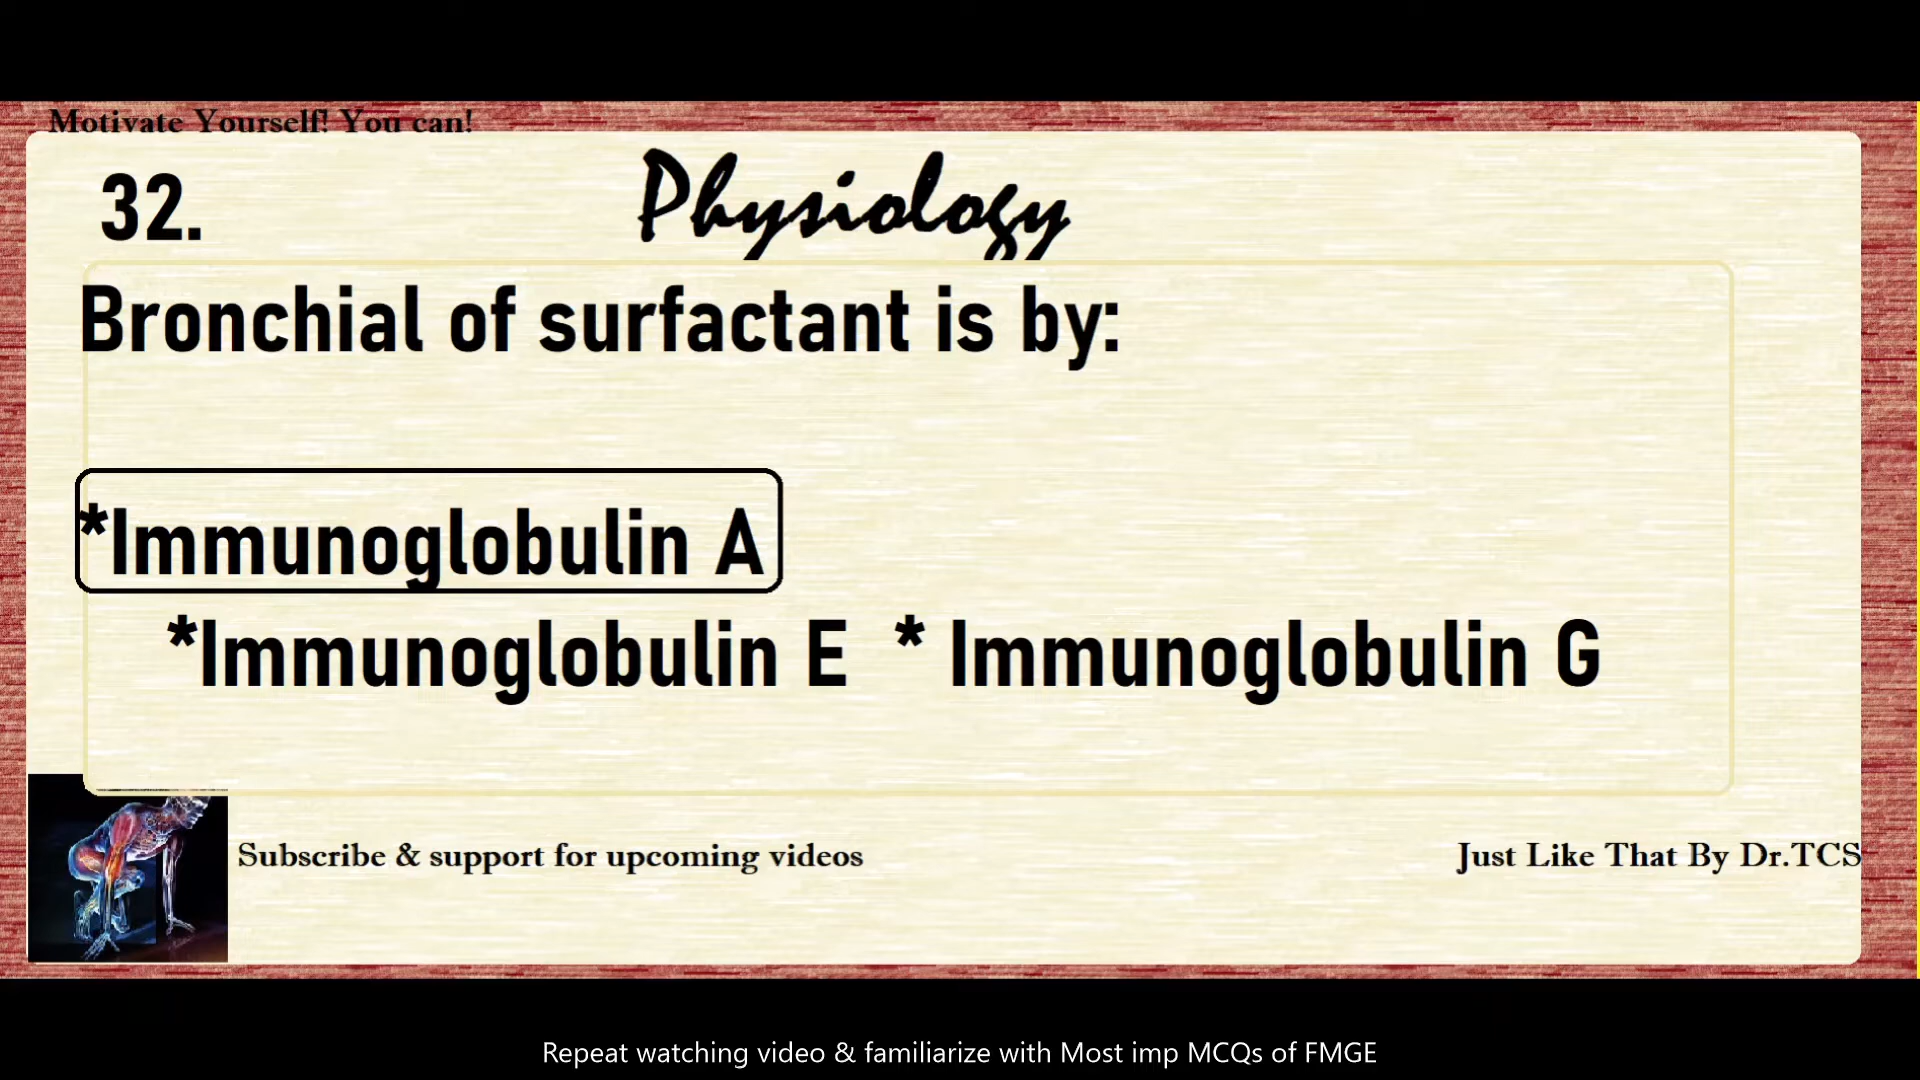 Motivate Yourself! You can!
32.
Physiology
Bronchial of surfactant is by:
*Immunoglobulin A
*Immunoglobulin E * Immunoglobulin G
Subscribe & support for upcoming videos
Just Like That By Dr.TCS
Repeat watching video & familiarize with Most imp MCQs of FMGE